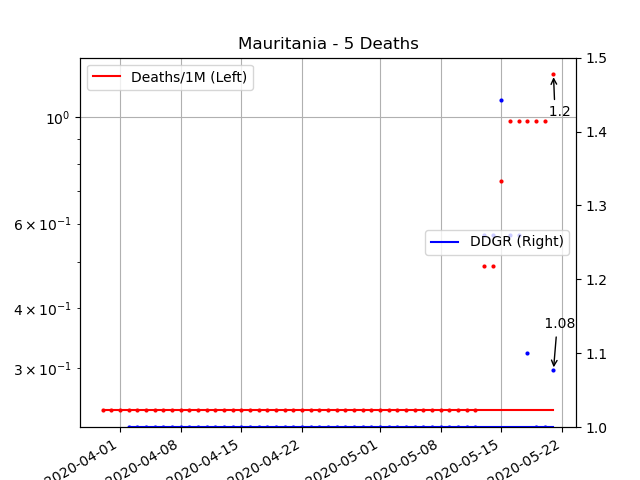 Mauritania - 5 Deaths
Deaths/1M (Left)
DDGR (Right)
1.2
1.08
10⁰
6 × 10⁻¹
4 × 10⁻¹
3 × 10⁻¹
1.5
1.4
1.3
1.2
1.1
1.0
2020-04-01
2020-04-08
2020-04-15
2020-04-22
2020-05-01
2020-05-08
2020-05-15
2020-05-22